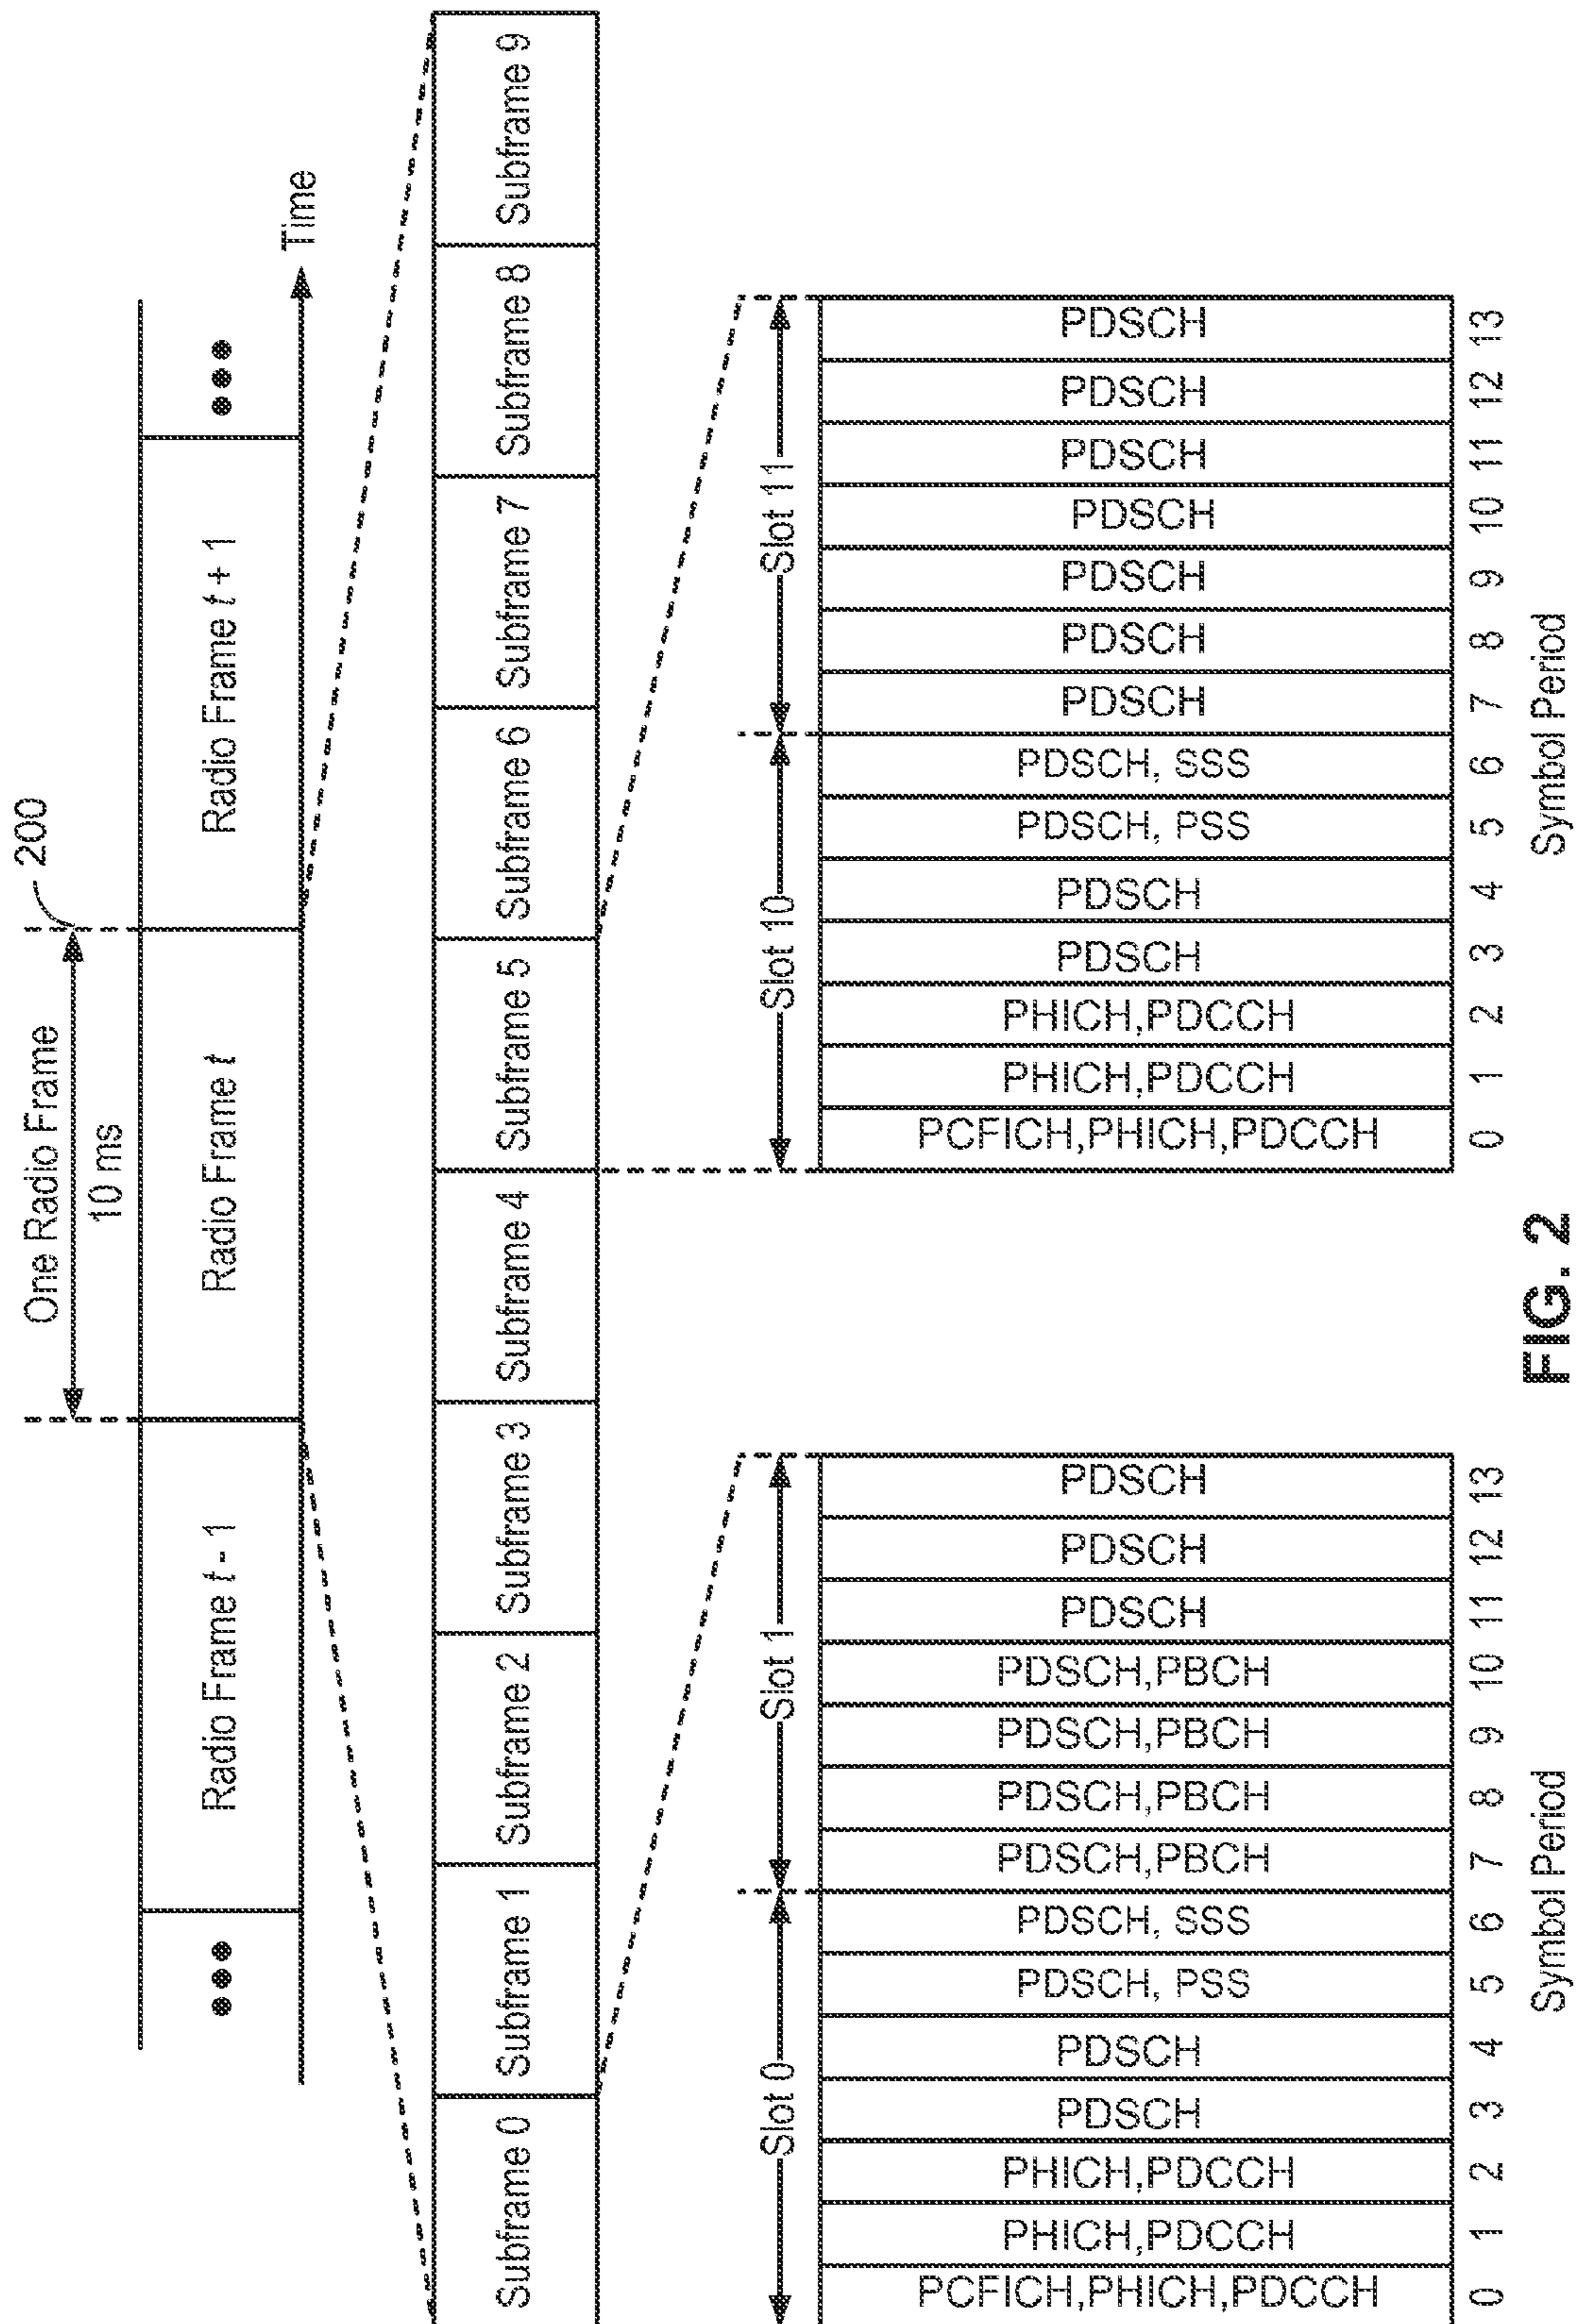 One Radio Frame
200
10 ms
••• Radio Frame t - 1 Radio Frame t Radio Frame t + 1 •••
Time
Subframe 0 Subframe 1 Subframe 2 Subframe 3 Subframe 4 Subframe 5 Subframe 6 Subframe 7 Subframe 8 Subframe 9
Slot 0 Slot 1
PCFICH,PHICH,PDCCH
PHICH,PDCCH
PHICH,PDCCH
PDSCH
PDSCH
PDSCH, PSS
PDSCH, SSS
PDSCH,PBCH
PDSCH,PBCH
PDSCH,PBCH
PDSCH,PBCH
PDSCH
PDSCH
PDSCH
0 1 2 3 4 5 6 7 8 9 10 11 12 13
Symbol Period
Slot 10 Slot 11
PCFICH,PHICH,PDCCH
PHICH,PDCCH
PHICH,PDCCH
PDSCH
PDSCH
PDSCH, PSS
PDSCH, SSS
PDSCH
PDSCH
PDSCH
PDSCH
PDSCH
PDSCH
PDSCH
0 1 2 3 4 5 6 7 8 9 10 11 12 13
Symbol Period
FIG. 2